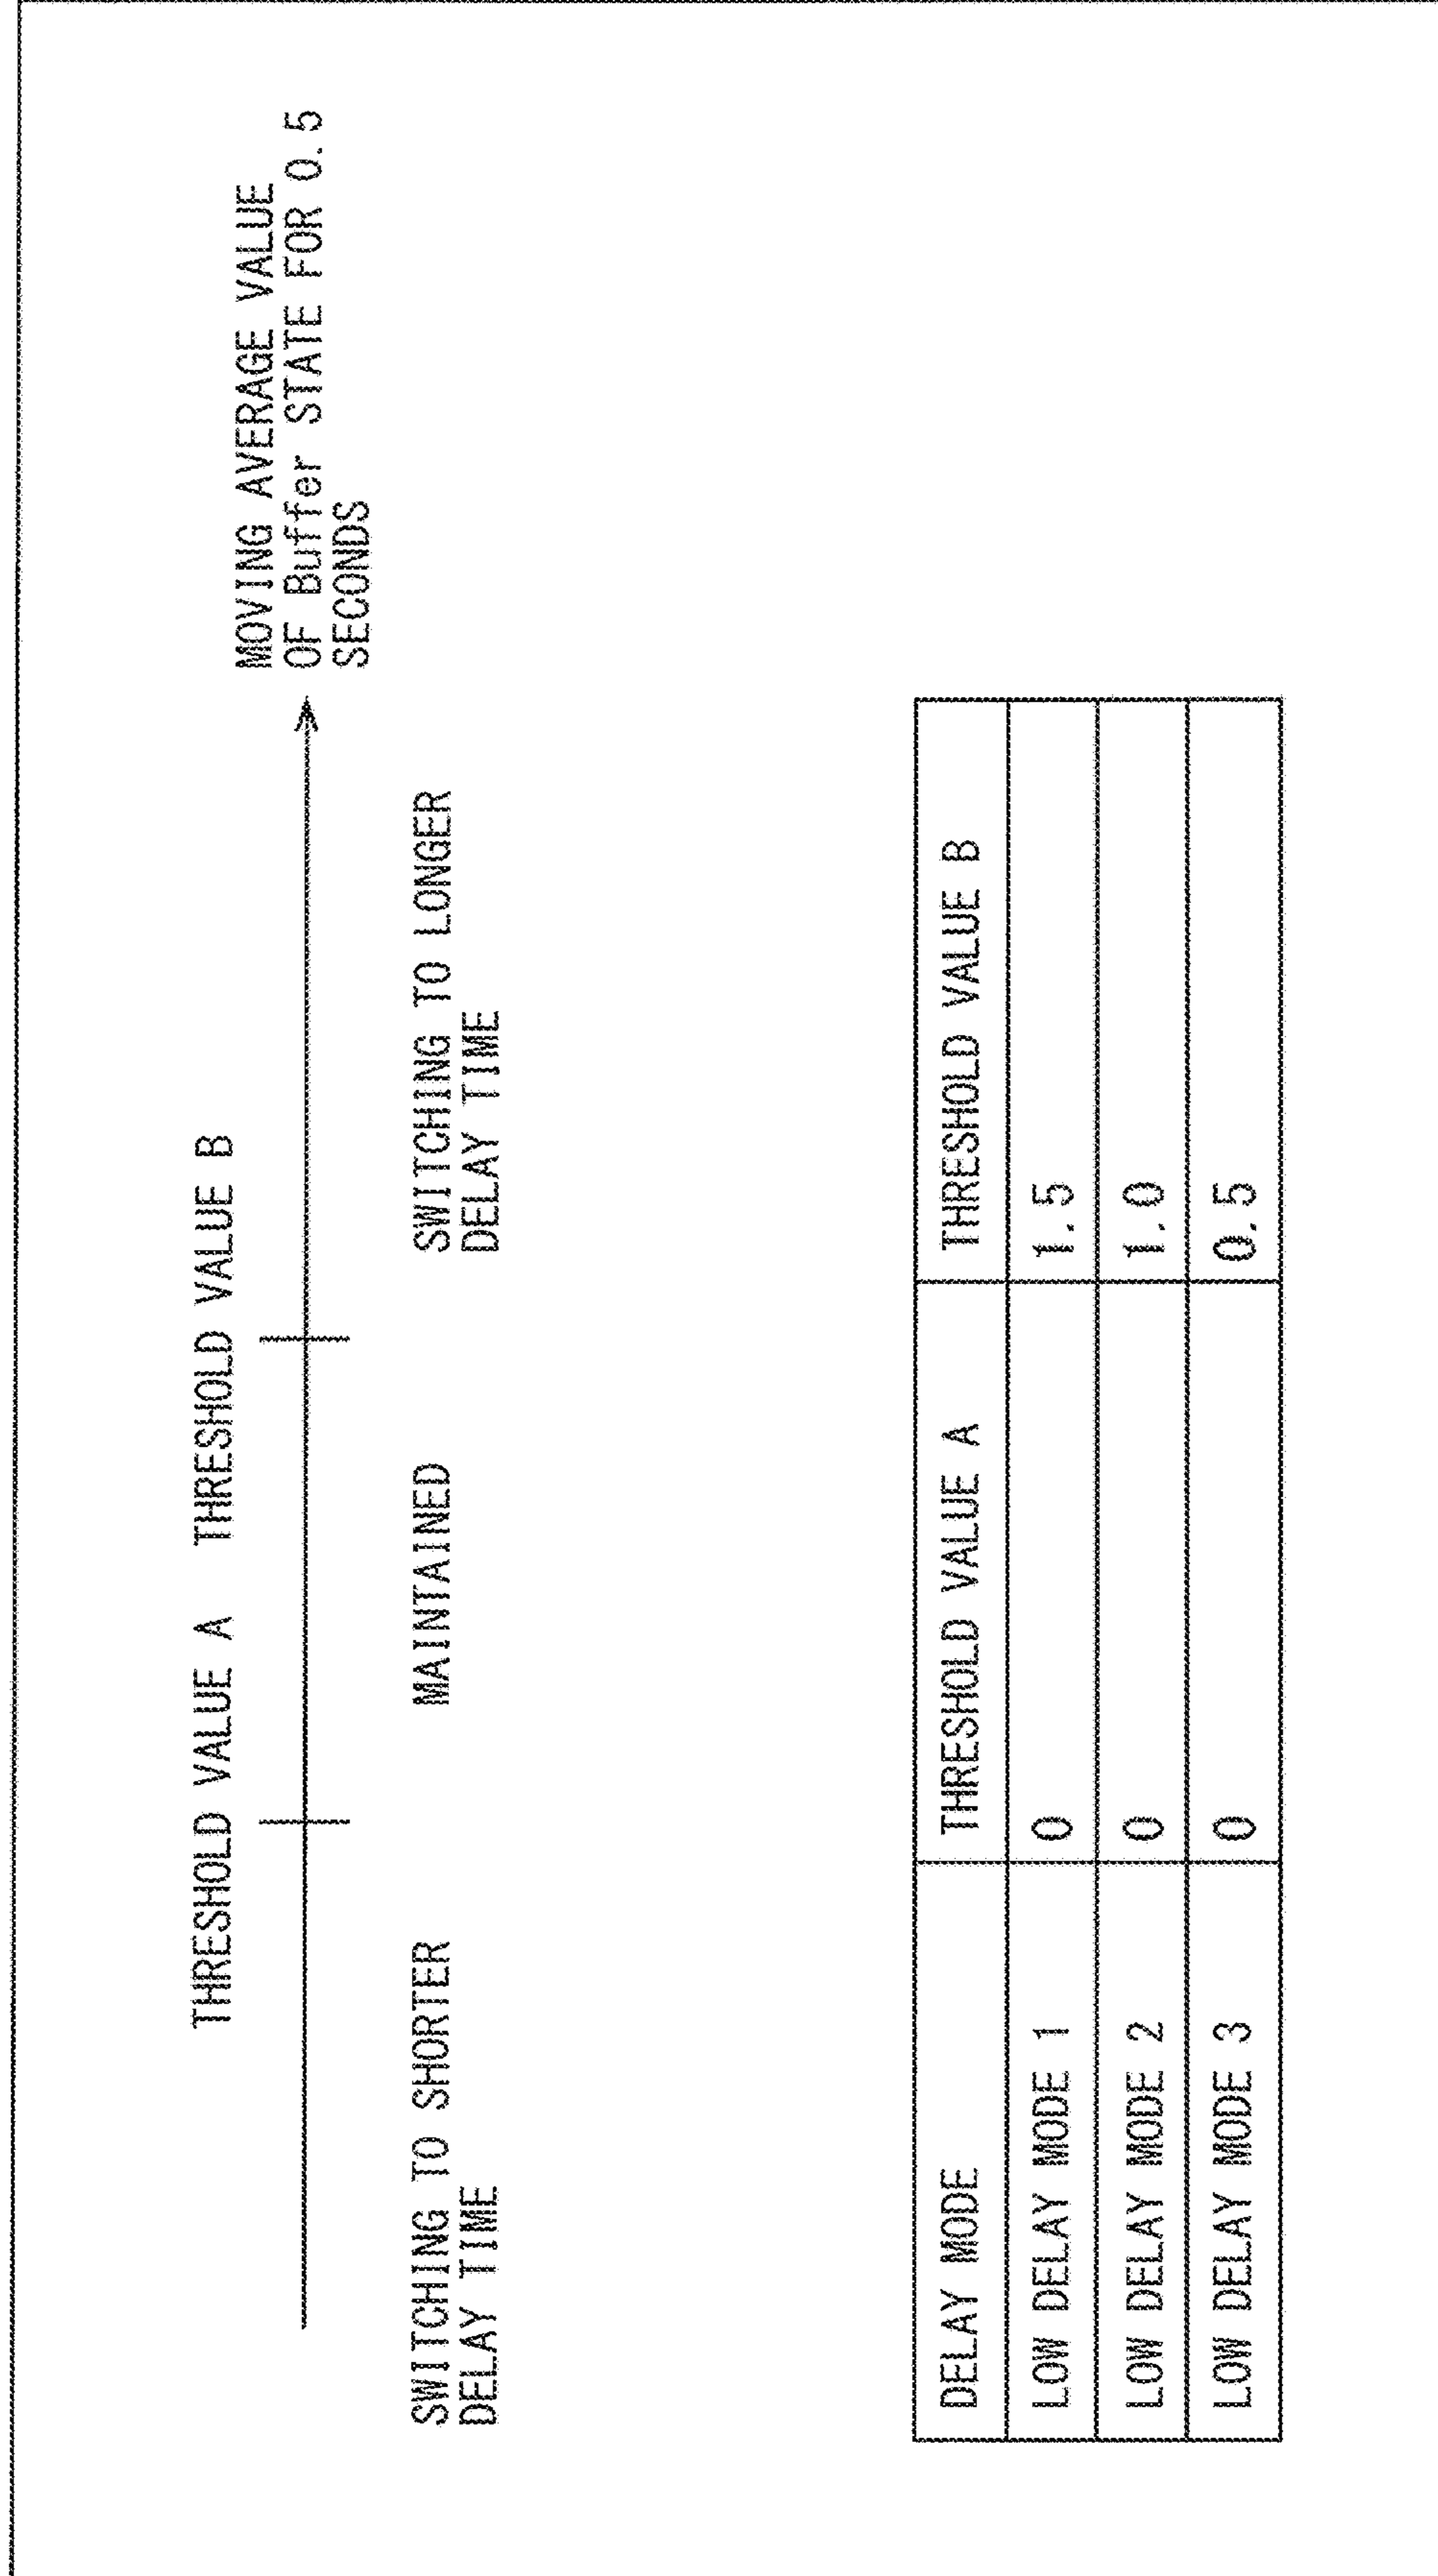 THRESHOLD VALUE A THRESHOLD VALUE B
MOVING AVERAGE VALUE
OF Buffer STATE FOR 0.5
SECONDS
SWITCHING TO SHORTER
DELAY TIME
MAINTAINED
SWITCHING TO LONGER
DELAY TIME
DELAY MODE THRESHOLD VALUE A THRESHOLD VALUE B
LOW DELAY MODE 1 0 1.5
LOW DELAY MODE 2 0 1.0
LOW DELAY MODE 3 0 0.5